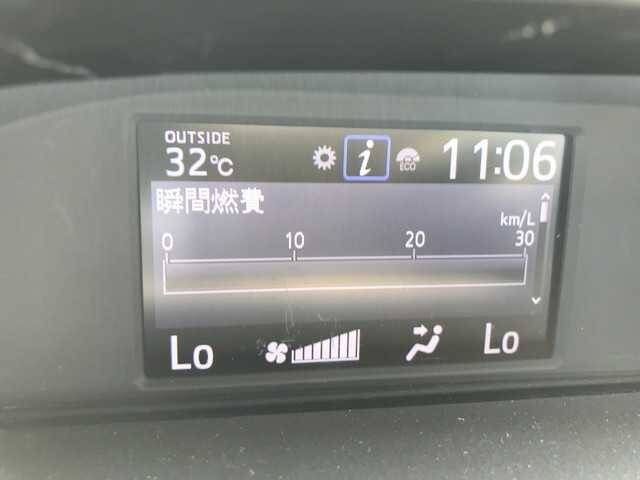 OUTSIDE
32℃
i
ECO
11:06
瞬間燃費
km/L
0 10 20 30
Lo
Lo